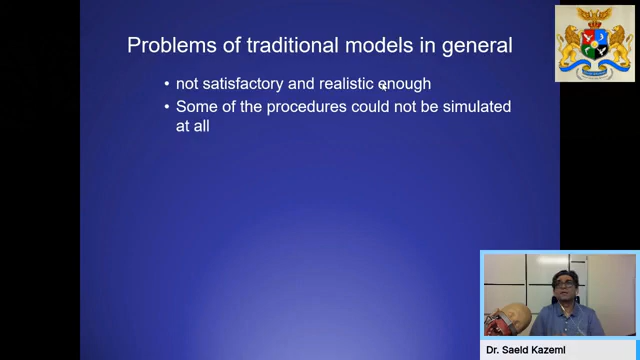 Problems of traditional models in general
• not satisfactory and realistic enough
• Some of the procedures could not be simulated
at all
Dr. Saeid Kazemi